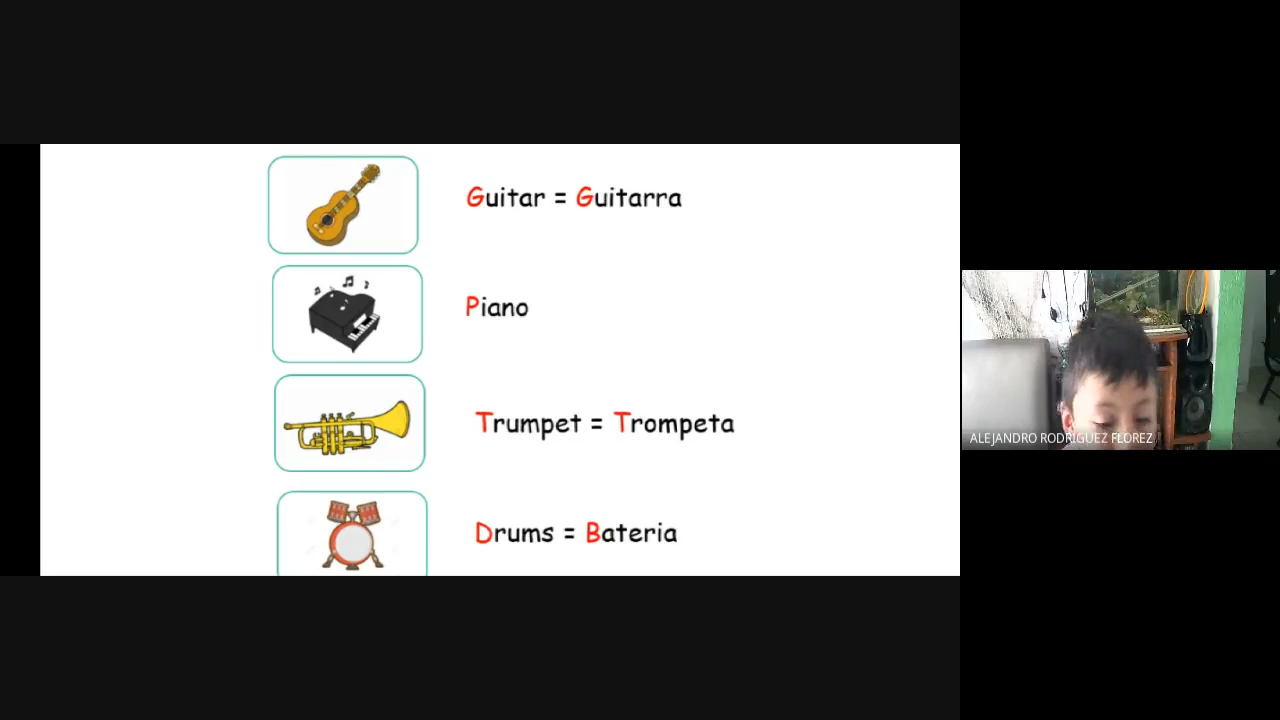 Guitar = Guitarra
Piano
Trumpet = Trompeta
ALEJANDRO RODRIGUEZ FLOREZ
Drums = Bateria